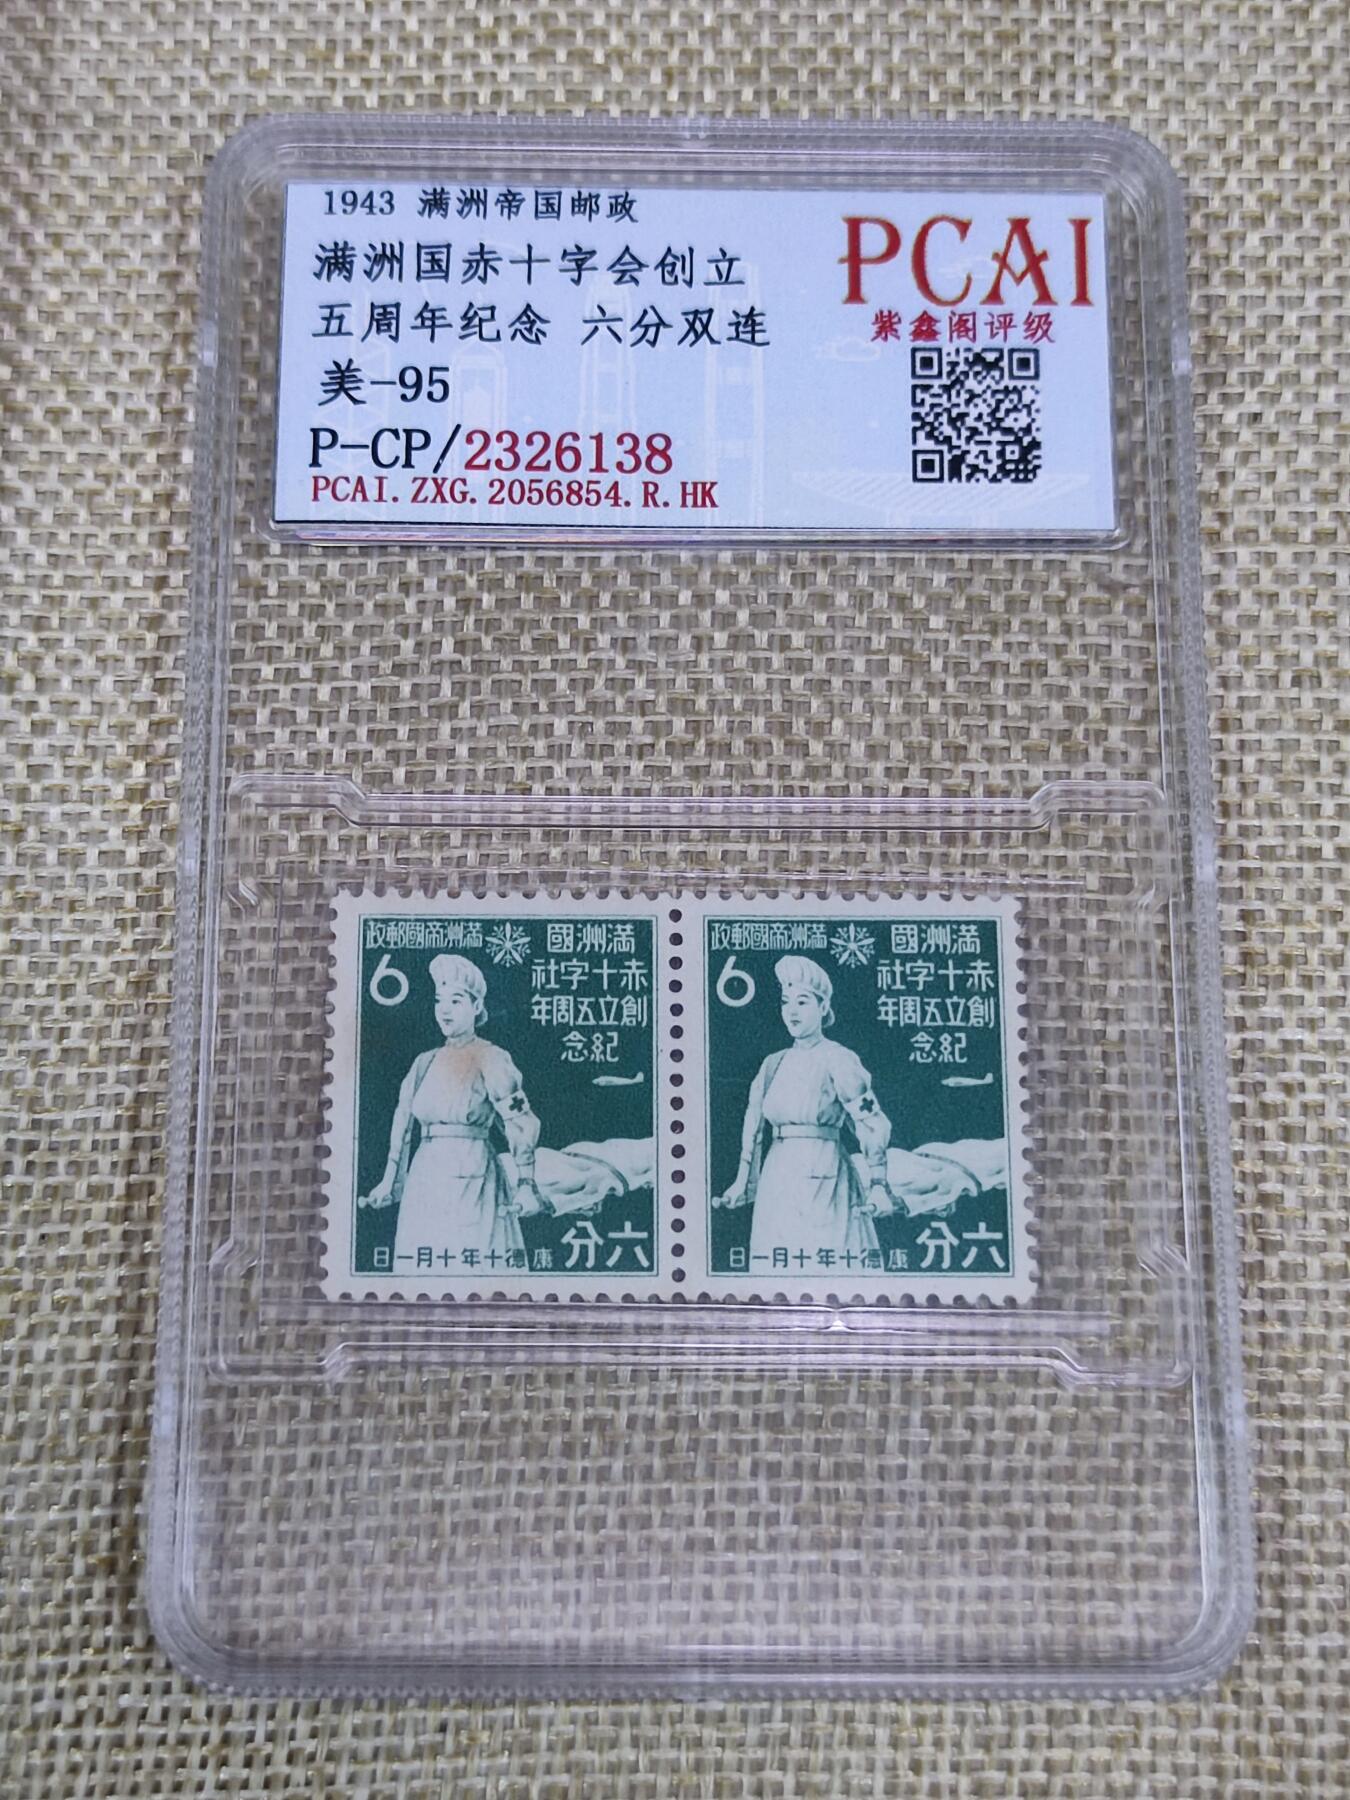 1943 满洲帝国邮政
满洲国赤十字会创立
五周年纪念 六分双连
美-95
P-CP/2326138
PCAI.ZXG.2056854.R.HK
PCAI
紫鑫阁评级
政郵國帝洲滿
6
國洲滿
社字十赤
年周五立創
念紀
分六
日一月十年十德康
政郵國帝洲滿
6
國洲滿
社字十赤
年周五立創
念紀
分六
日一月十年十德康